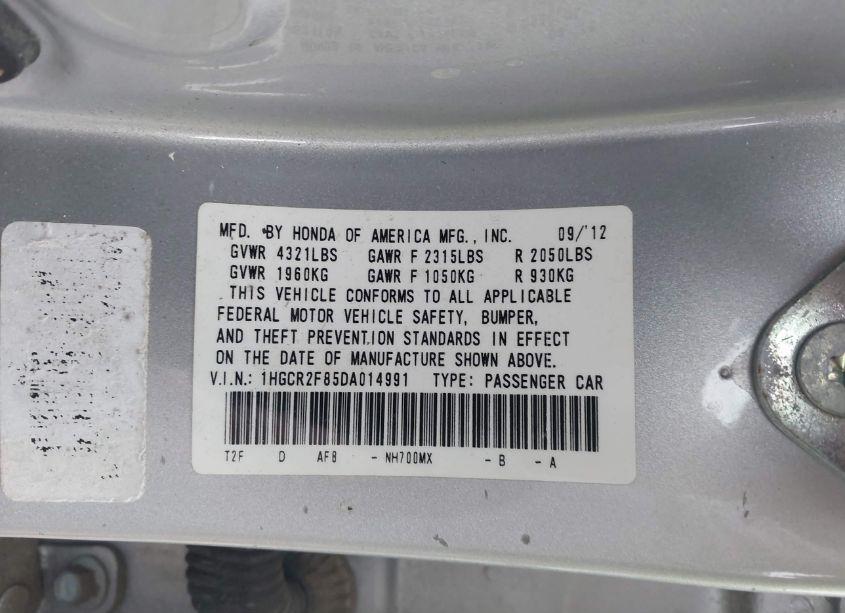 MFD. BY HONDA OF AMERICA MFG., INC. 09/'12
GVWR 4321LBS GAWR F 2315LBS R 2050LBS
GVWR 1960KG GAWR F 1050KG R 930KG
THIS VEHICLE CONFORMS TO ALL APPLICABLE
FEDERAL MOTOR VEHICLE SAFETY, BUMPER,
AND THEFT PREVENTION STANDARDS IN EFFECT
ON THE DATE OF MANUFACTURE SHOWN ABOVE.
V.I.N.: 1HGCR2F85DA014991 TYPE: PASSENGER CAR
T2F D AF8 - NH700MX - B - A